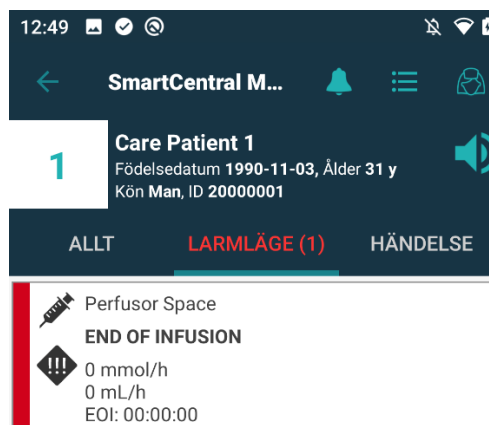 12:49
SmartCentral M...
1
Care Patient 1
Födelsedatum 1990-11-03, Ålder 31 y
Kön Man, ID 20000001
ALLT LARMLÄGE (1) HÄNDELSE
Perfusor Space
END OF INFUSION
!!!
0 mmol/h
0 mL/h
EOI: 00:00:00